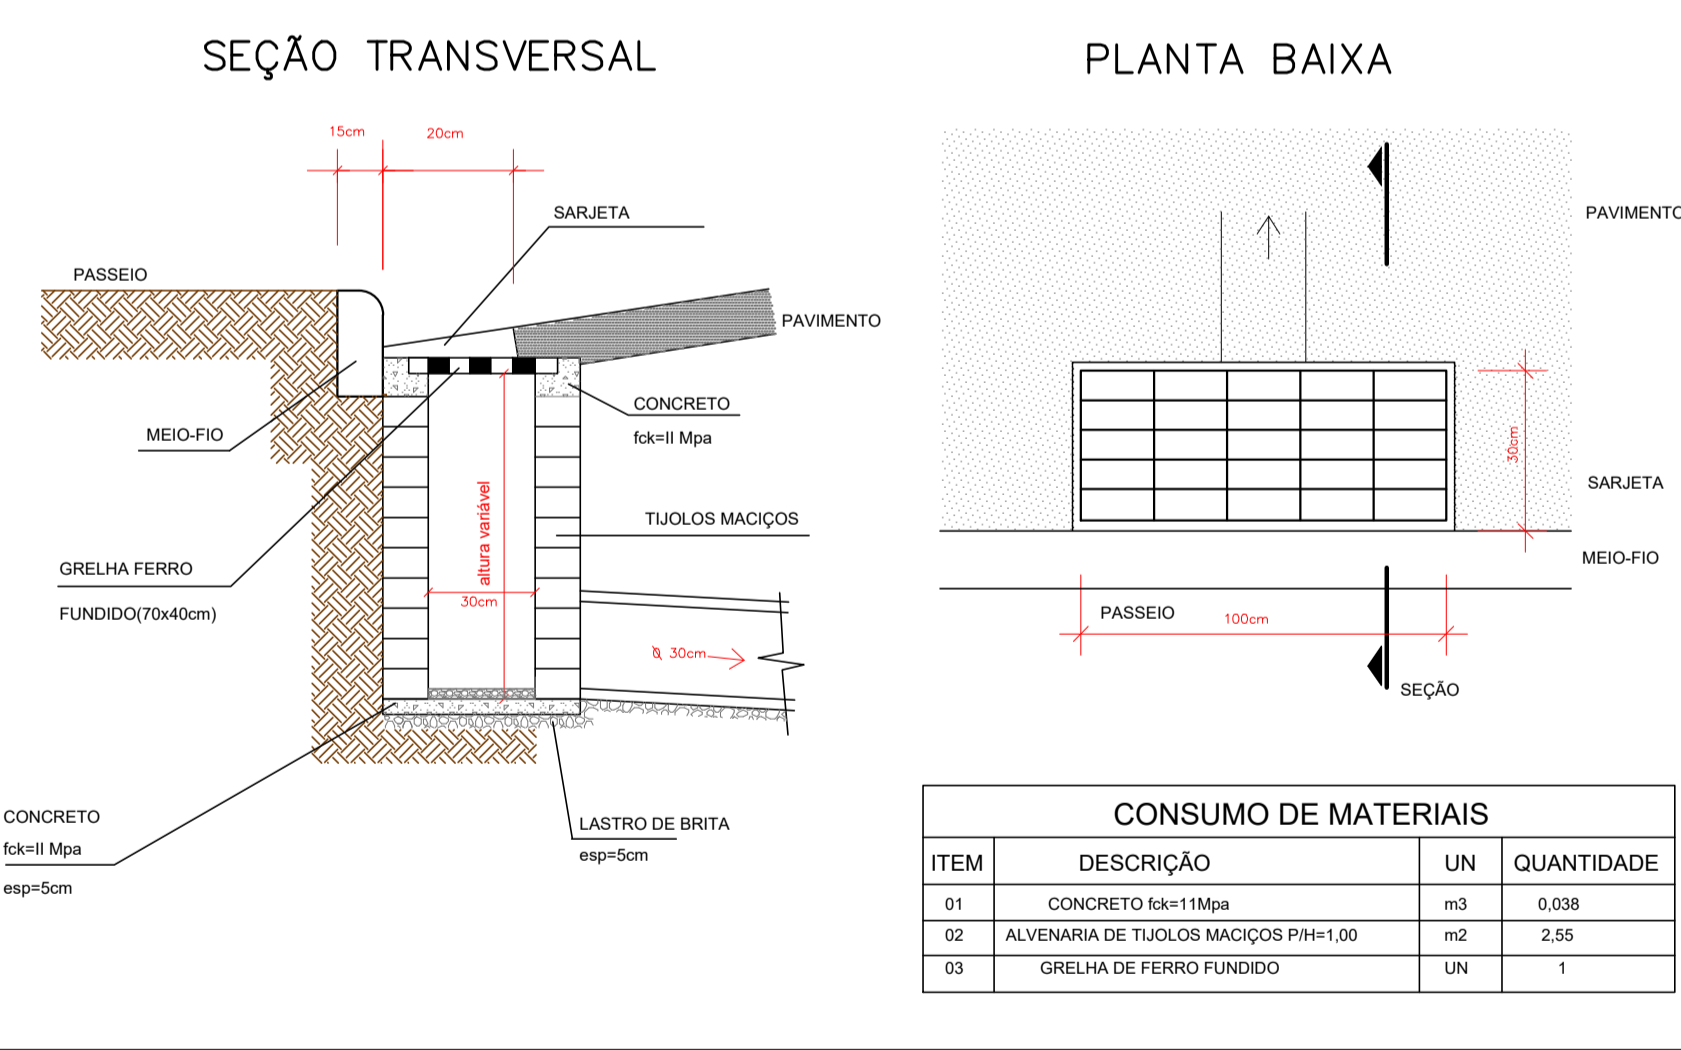 SEÇÃO TRANSVERSAL
15cm
20cm
SARJETA
PASSEIO
PAVIMENTO
CONCRETO
fck=II Mpa
MEIO-FIO
altura variável
TIJOLOS MACIÇOS
GRELHA FERRO
FUNDIDO(70x40cm)
30cm
Ø 30cm
CONCRETO
fck=II Mpa
esp=5cm
LASTRO DE BRITA
esp=5cm
PLANTA BAIXA
PAVIMENTO
30cm
SARJETA
MEIO-FIO
PASSEIO
100cm
SEÇÃO
CONSUMO DE MATERIAIS
ITEM DESCRIÇÃO UN QUANTIDADE
01 CONCRETO fck=11Mpa m3 0,038
02 ALVENARIA DE TIJOLOS MACIÇOS P/H=1,00 m2 2,55
03 GRELHA DE FERRO FUNDIDO UN 1